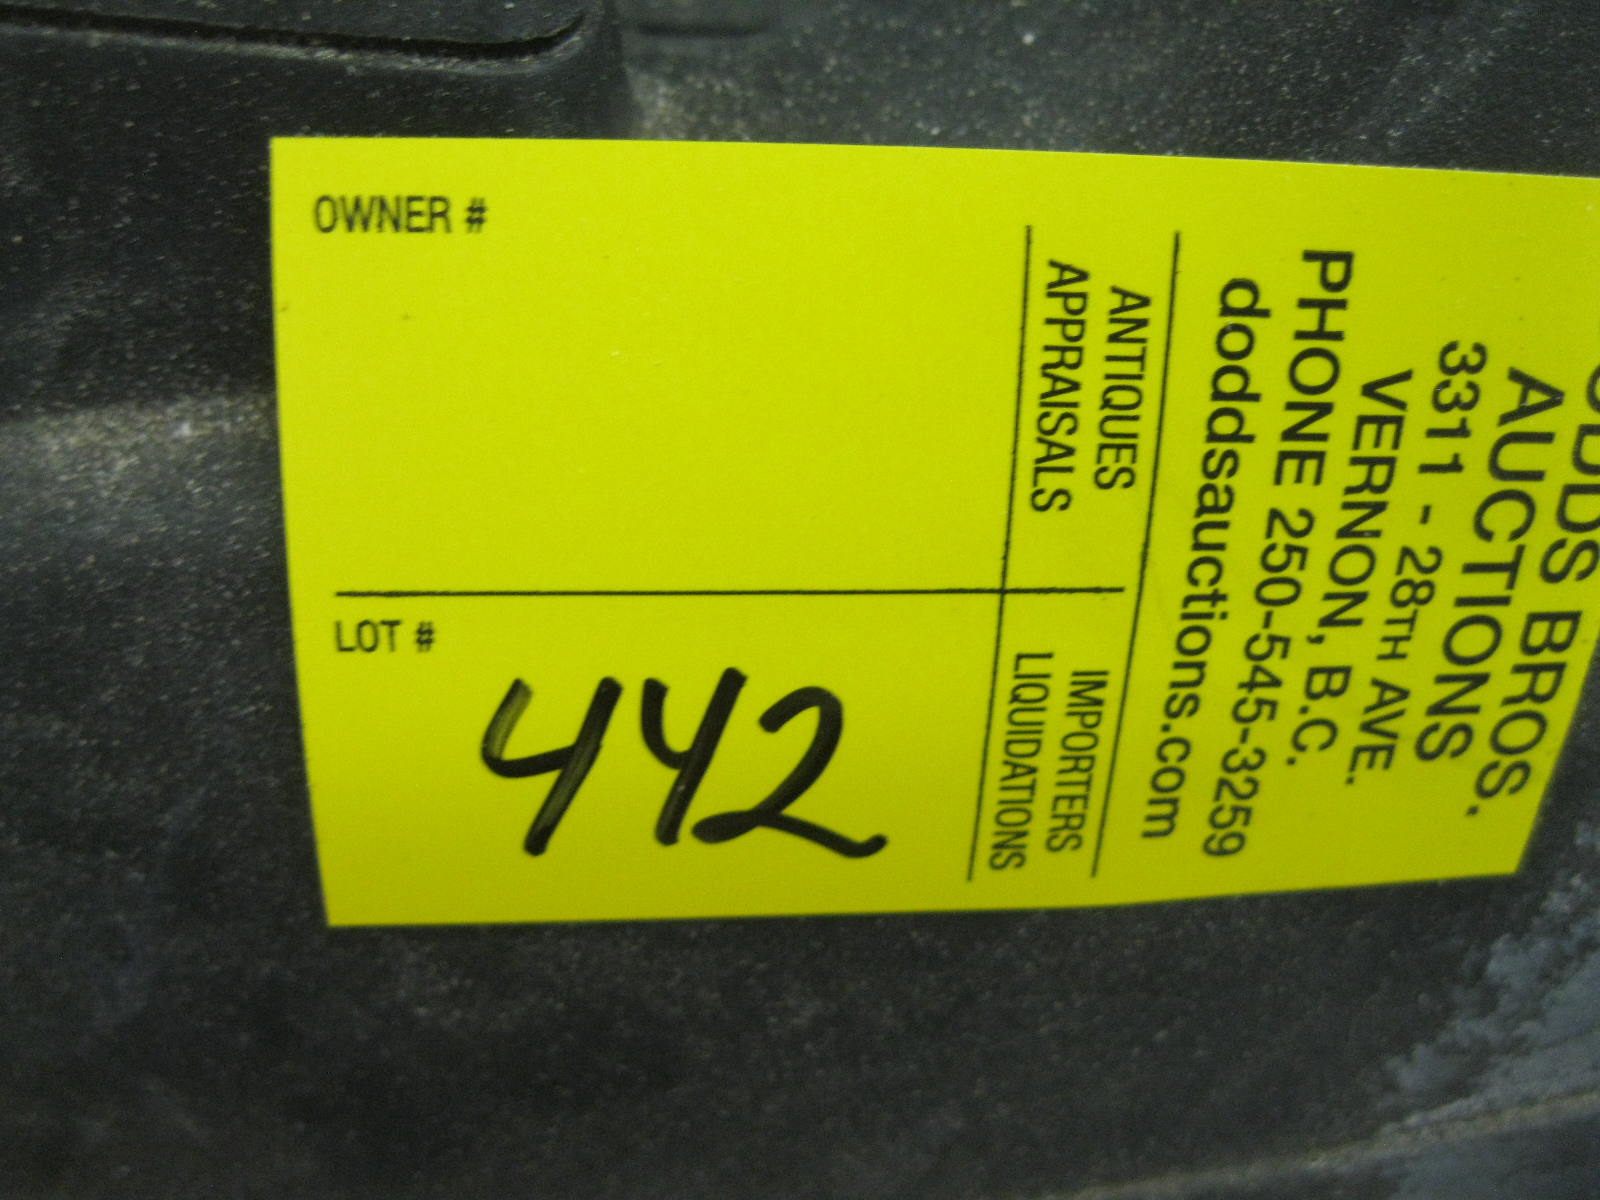 OWNER #
LOT #
442
BROS.
AUCTIONS
3311 - 28TH AVE.
VERNON, B.C.
PHONE 250-545-3259
doddsauctions.com
ANTIQUES
APPRAISALS
IMPORTERS
LIQUIDATIONS